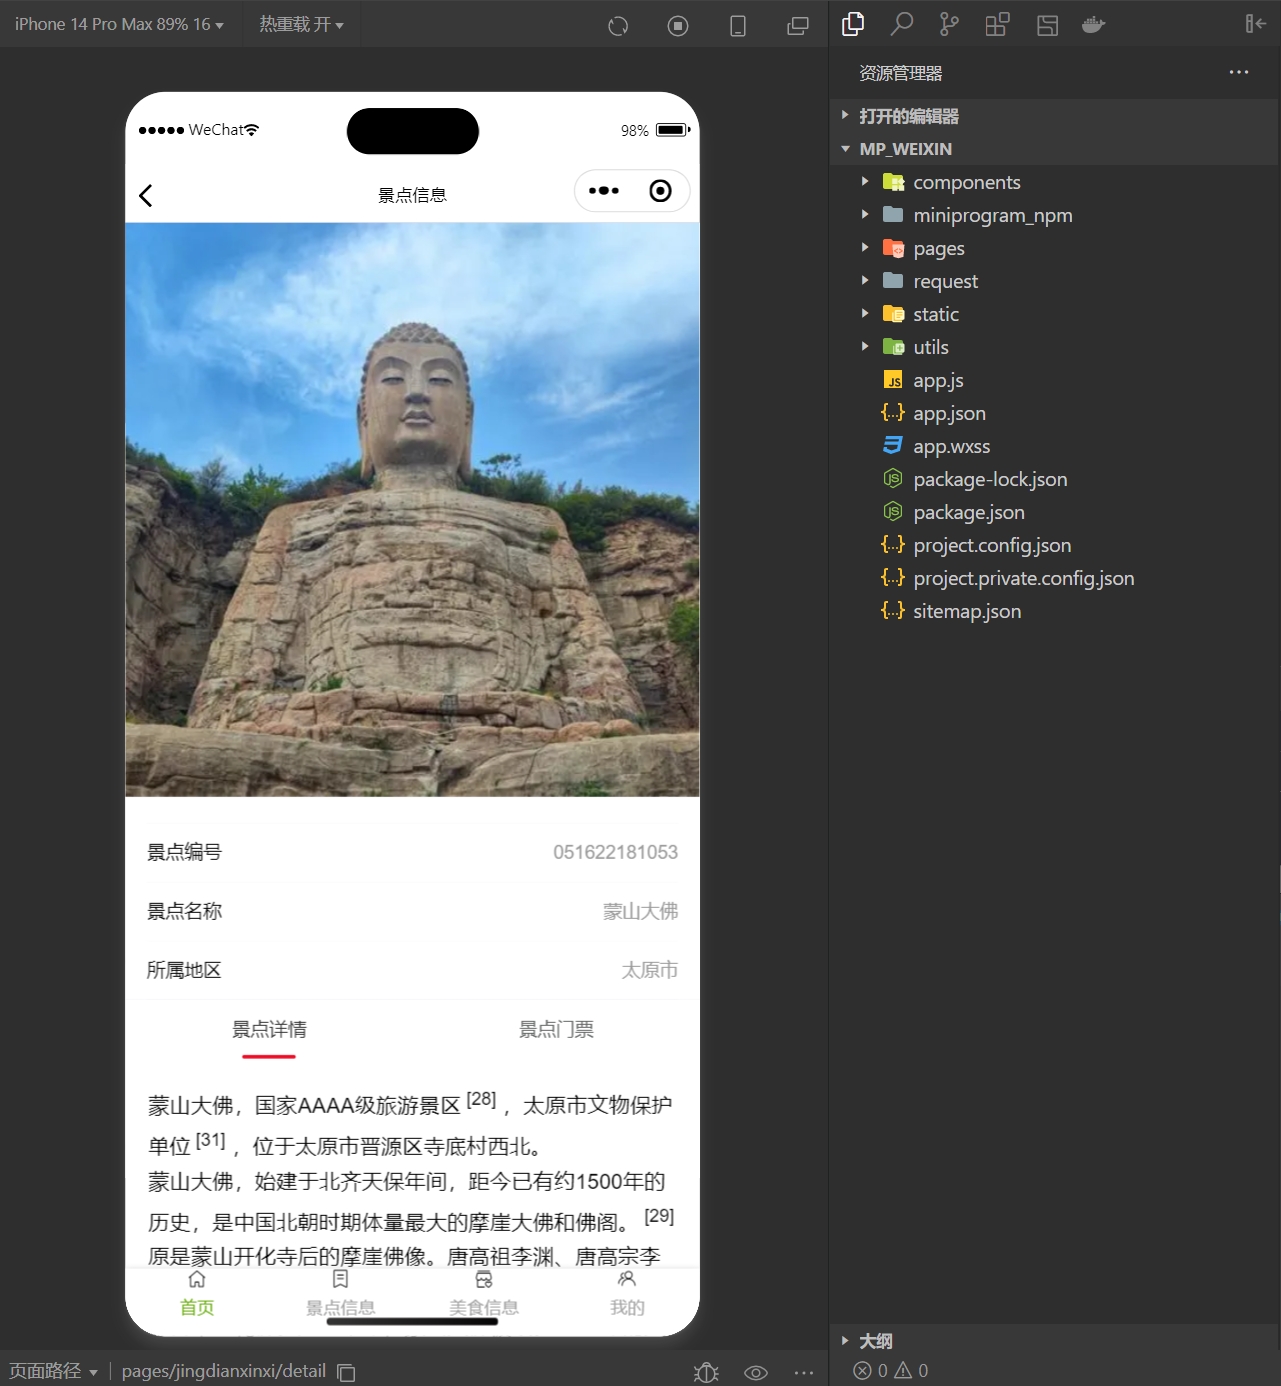 iPhone 14 Pro Max 89% 16
热重载 开
WeChat
98%
景点信息
景点编号
051622181053
景点名称
蒙山大佛
所属地区
太原市
景点详情
景点门票
蒙山大佛，国家AAAA级旅游景区 [28] ，太原市文物保护
单位 [31] ，位于太原市晋源区寺底村西北。
蒙山大佛，始建于北齐天保年间，距今已有约1500年的
历史，是中国北朝时期体量最大的摩崖大佛和佛阁。 [29]
原是蒙山开化寺后的摩崖佛像。唐高祖李渊、唐高宗李
首页
景点信息
美食信息
我的
页面路径
pages/jingdianxinxi/detail
资源管理器
打开的编辑器
MP_WEIXIN
components
miniprogram_npm
pages
request
static
utils
JS app.js
{..} app.json
app.wxss
package-lock.json
package.json
{..} project.config.json
{..} project.private.config.json
{..} sitemap.json
大纲
0
0